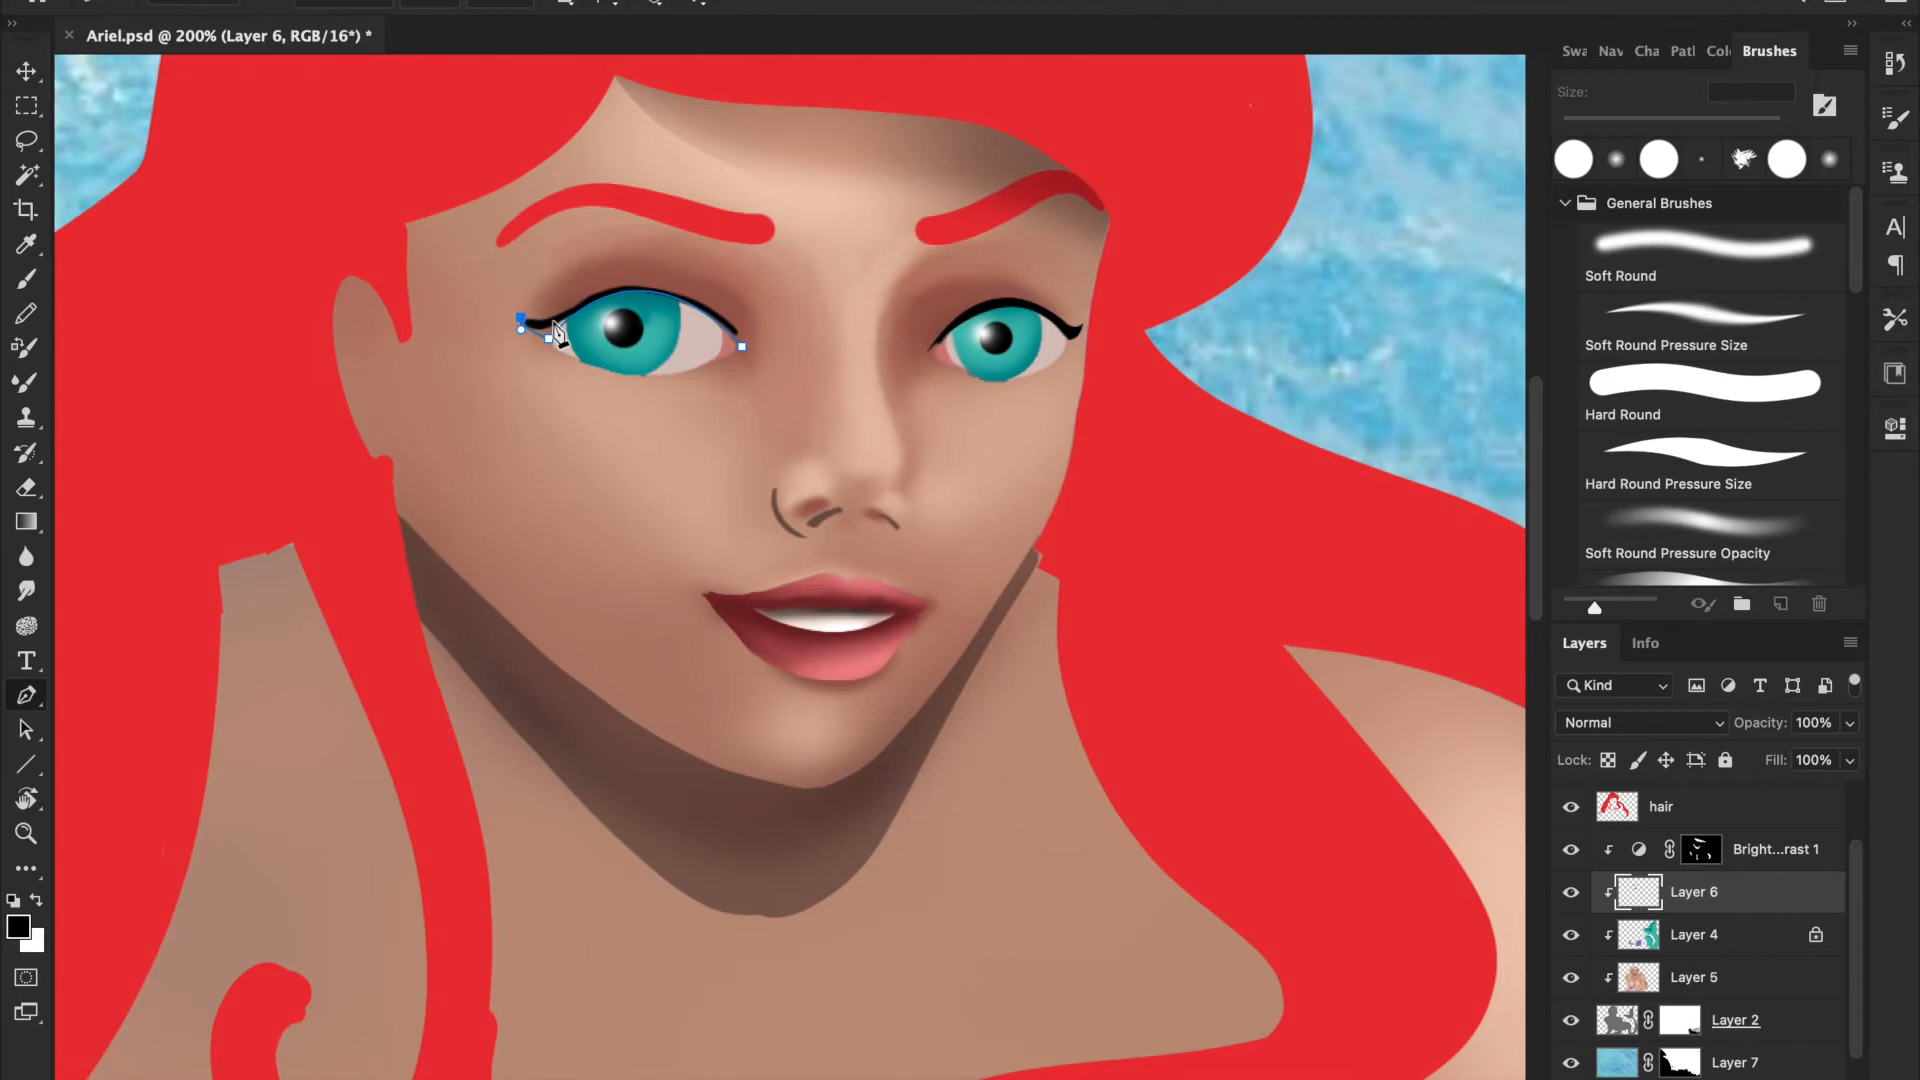 Ariel.psd @ 200% (Layer 6, RGB/16*) *
Swa Nav Cha Patl Col Brushes
Size:
General Brushes
Soft Round
Soft Round Pressure Size
Hard Round
Hard Round Pressure Size
Soft Round Pressure Opacity
Layers Info
Kind
Normal Opacity: 100%
Lock: Fill: 100%
hair
Bright...rast 1
Layer 6
Layer 4
Layer 5
Layer 2
Layer 7